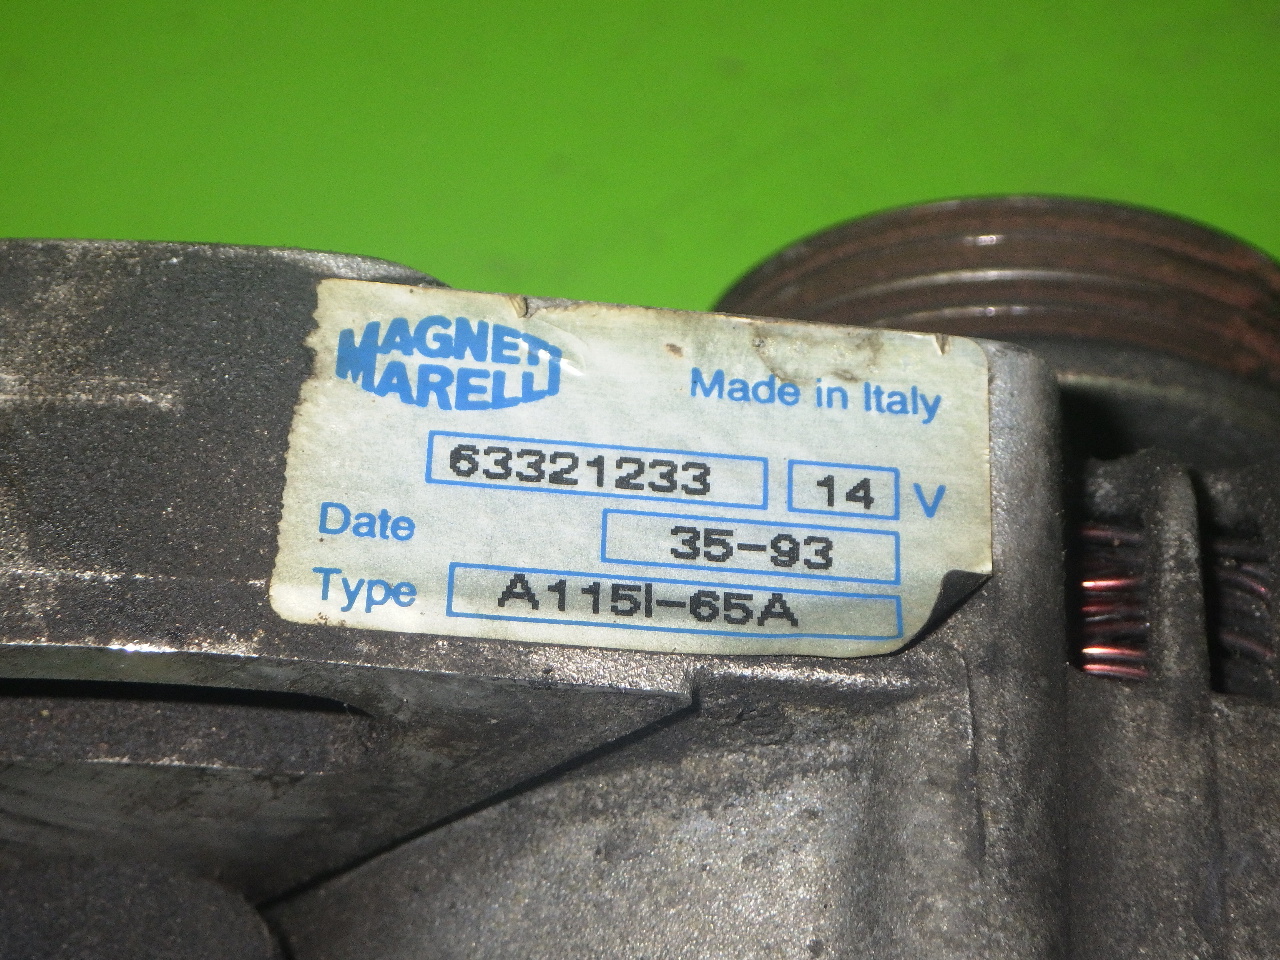 MAGNETI
MARELLI
Made in Italy
63321233 14 V
Date 35-93
Type A115I-65A